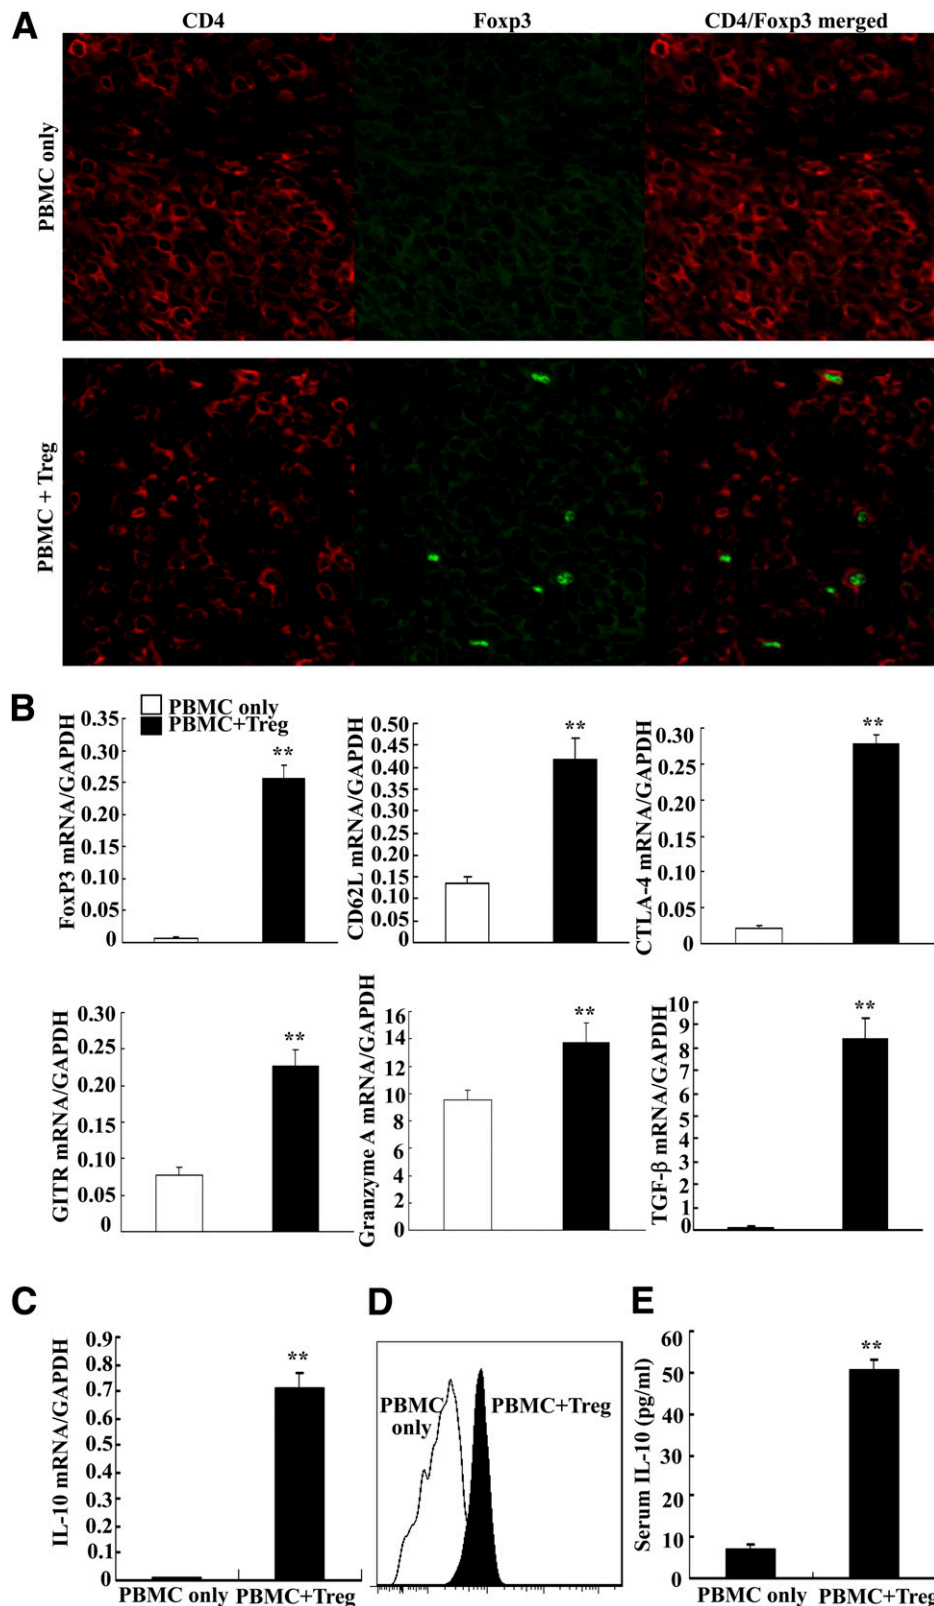 A
CD4
Foxp3
CD4/Foxp3 merged
PBMC only
PBMC + Treg
B
PBMC only
PBMC+Treg
FoxP3 mRNA/GAPDH
0.35
0.30
0.25
0.20
0.15
0.10
0.05
0
**
CD62L mRNA/GAPDH
0.50
0.45
0.40
0.35
0.30
0.25
0.20
0.15
0.10
0.05
0
**
CTLA-4 mRNA/GAPDH
0.30
0.25
0.20
0.15
0.10
0.05
0
**
GITR mRNA/GAPDH
0.30
0.25
0.20
0.15
0.10
0.05
0
**
Granzyme A mRNA/GAPDH
16
14
12
10
8
6
4
2
0
**
TGF-β mRNA/GAPDH
10
9
8
7
6
5
4
3
2
1
0
**
C
IL-10 mRNA/GAPDH
0.9
0.8
0.7
0.6
0.5
0.4
0.3
0.2
0.1
0
**
PBMC only
PBMC+Treg
D
PBMC
only
PBMC+Treg
E
Serum IL-10 (pg/ml)
60
50
40
30
20
10
0
**
PBMC only
PBMC+Treg